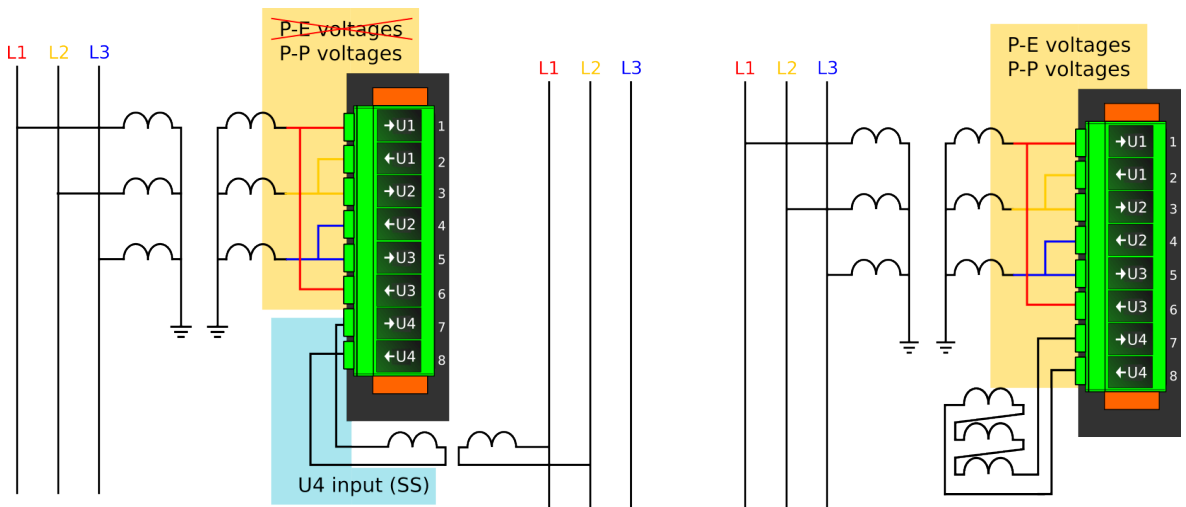 P-E voltages
P-P voltages
L1 L2 L3
→U1 1
←U1 2
→U2 3
←U2 4
→U3 5
←U3 6
→U4 7
←U4 8
U4 input (SS)
L1 L2 L3
L1 L2 L3
P-E voltages
P-P voltages
→U1 1
←U1 2
→U2 3
←U2 4
→U3 5
←U3 6
→U4 7
←U4 8